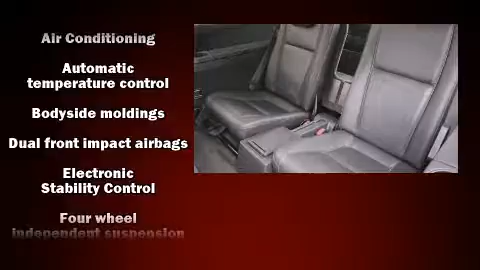 Air Conditioning
Automatic
temperature control
Bodyside moldings
Dual front impact airbags
Electronic
Stability Control
Four wheel
independent suspension